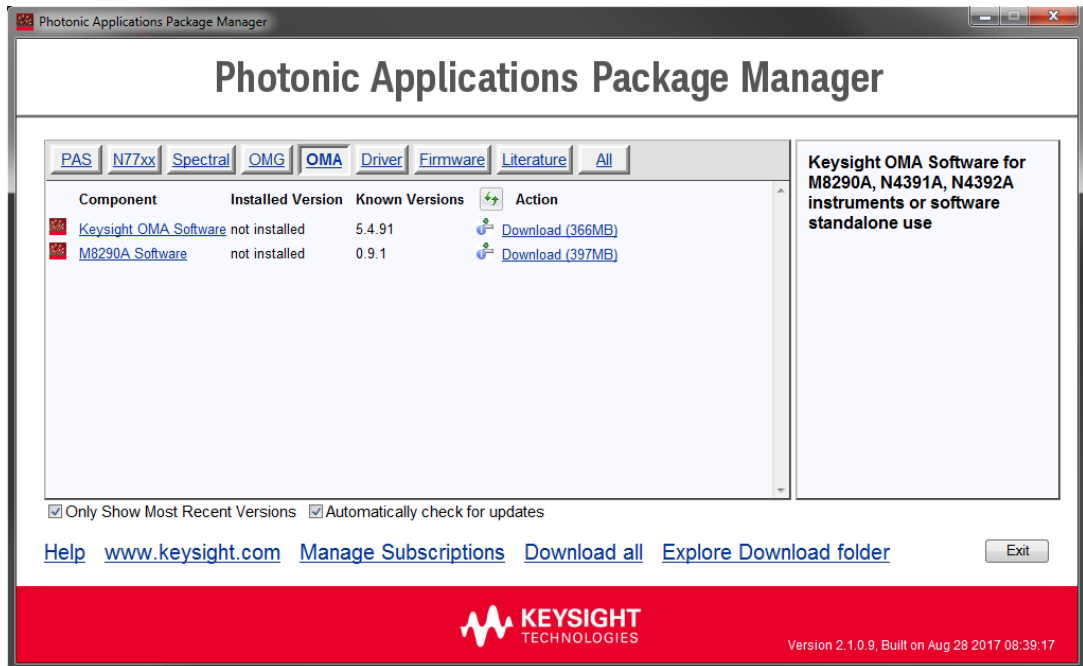 Photonic Applications Package Manager
Photonic Applications Package Manager
PAS N77xx Spectral OMG OMA Driver Firmware Literature All
Component Installed Version Known Versions Action
Keysight OMA Software not installed 5.4.91 Download (366MB)
M8290A Software not installed 0.9.1 Download (397MB)
Keysight OMA Software for
M8290A, N4391A, N4392A
instruments or software
standalone use
Only Show Most Recent Versions Automatically check for updates
Help www.keysight.com Manage Subscriptions Download all Explore Download folder Exit
KEYSIGHT
TECHNOLOGIES
Version 2.1.0.9, Built on Aug 28 2017 08:39:17